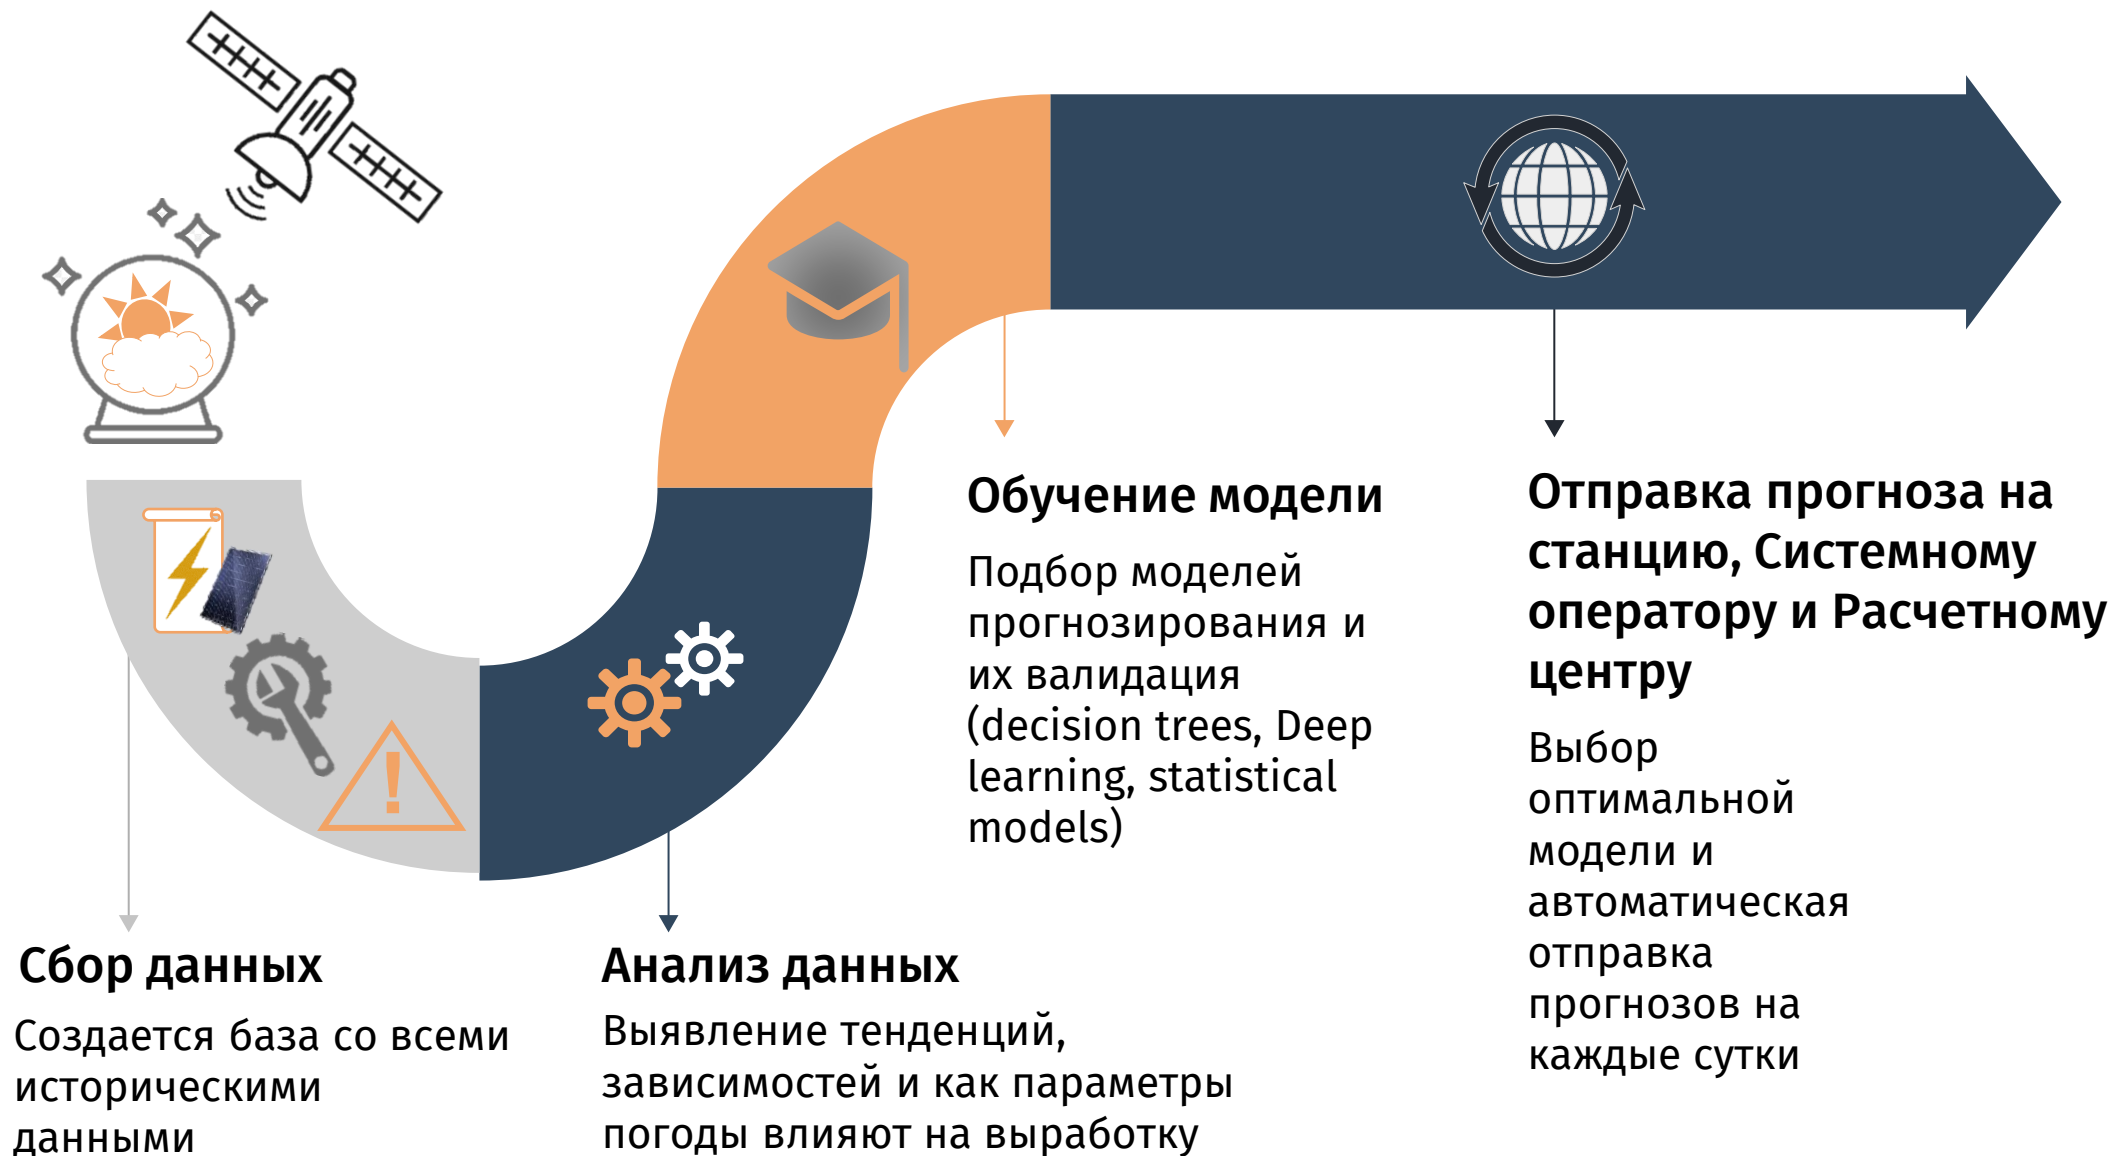 Сбор данных
Создается база со всеми
историческими
данными
Анализ данных
Выявление тенденций,
зависимостей и как параметры
погоды влияют на выработку
Обучение модели
Подбор моделей
прогнозирования и
их валидация
(decision trees, Deep
learning, statistical
models)
Отправка прогноза на
станцию, Системному
оператору и Расчетному
центру
Выбор
оптимальной
модели и
автоматическая
отправка
прогнозов на
каждые сутки